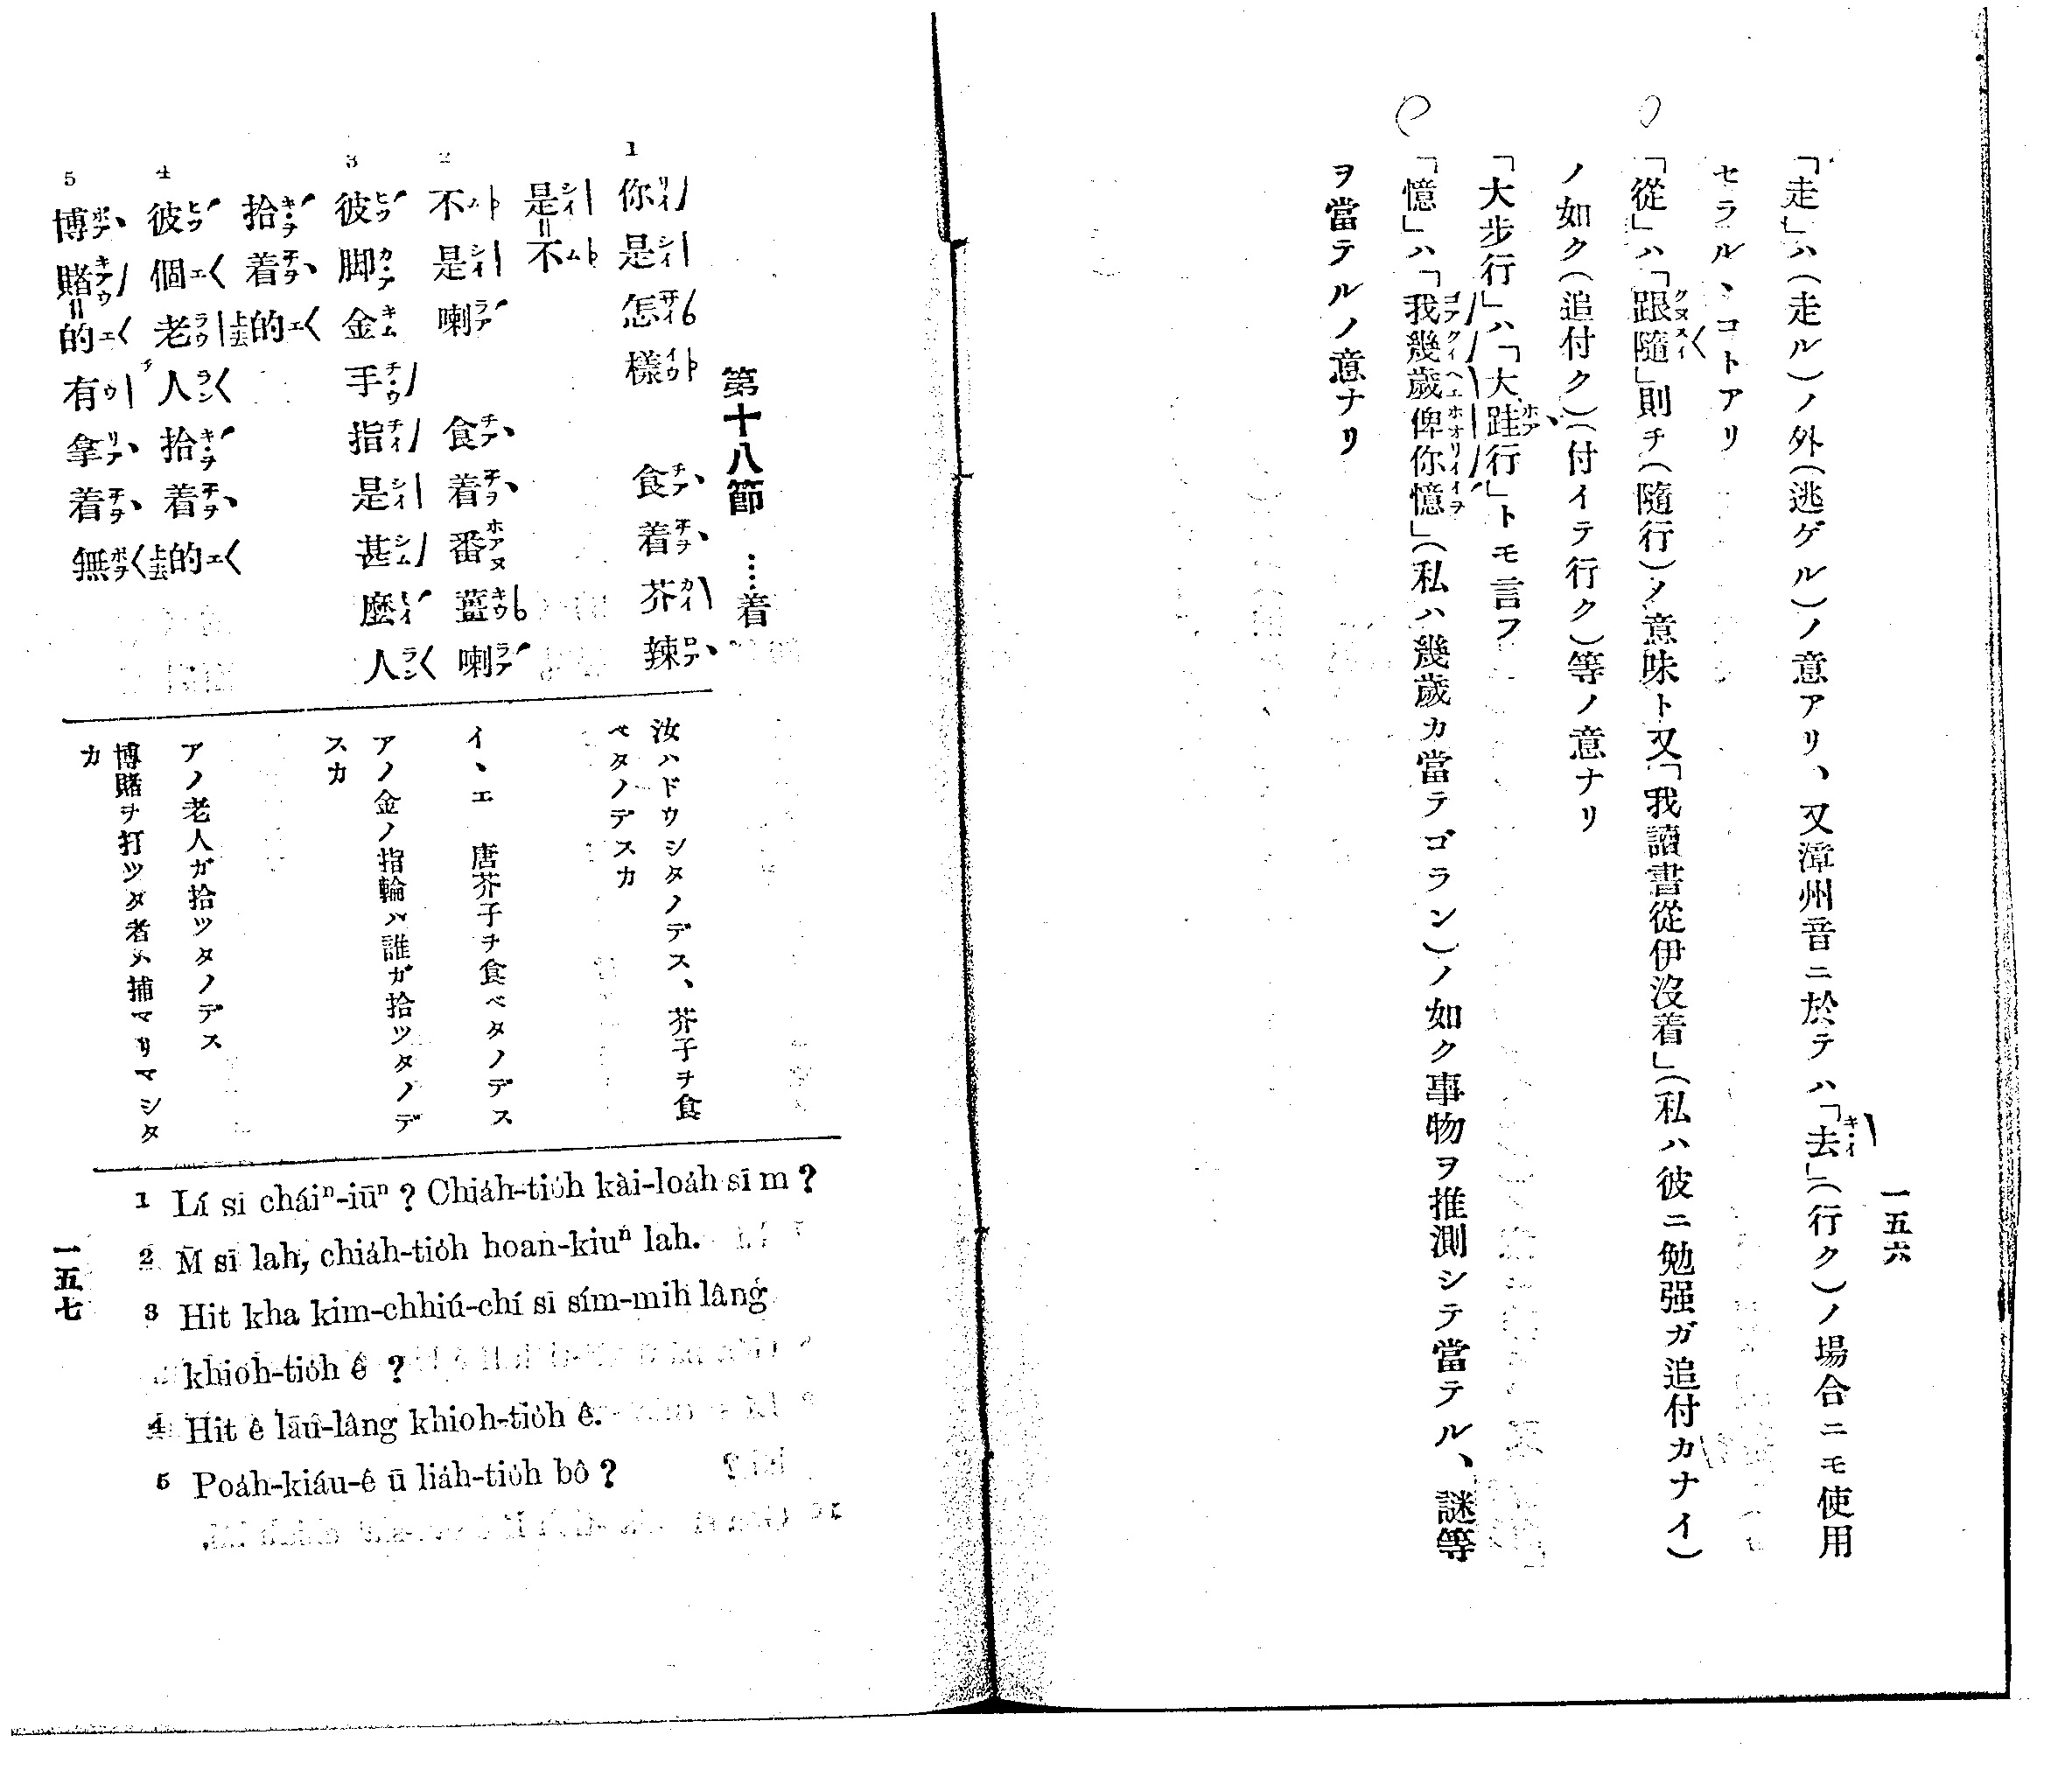 一五六
「走」ハ(走ル)ノ外(逃ゲル)ノ意アリ、又漳州音ニ於テハ「去」(行ク)ノ場合ニモ使用
セラルヽコトアリ
「從」ハ「跟隨」則チ(隨行)ノ意味ト又「我讀書從伊沒着」(私ハ彼ニ勉强ガ追付カナイ)
ノ如ク(追付ク)(付イテ行ク)等ノ意ナリ
「大步行」ハ「大跬行」トモ言フ
「憶」ハ「我幾歲俾你憶」(私ハ幾歲カ當テゴラン)ノ如ク事物ヲ推測シテ當テル、謎等
ヲ當テルノ意ナリ
第十八節 ……着
1 你是怎樣 食着芥辣
是不
2 不是喇 食着番藍喇
3 彼脚金手指是甚麼人
拾着的
4 彼個老人拾着的
5 博賭的有拿着無
汝ハドウシタノデス、芥子ヲ食
ベタノデスカ
イヽエ 唐芥子ヲ食ベタノデス
アノ金ノ指輪ハ誰ガ拾ツタノデ
スカ
アノ老人ガ拾ツタノデス
博賭ヲ打ツタ者ハ捕マリマシタ
カ
1 Lí sī cháiⁿ-iūⁿ? Chia̍h-tio̍h kài-loa̍h sī m?
2 M̄ sī lah, chia̍h-tio̍h hoan-kiuⁿ lah.
3 Hit kha kim-chhiú-chí sī sím-mih lâng
khioh-tio̍h ê ?
4 Hit ê lāu-lâng khioh-tio̍h ê.
5 Poa̍h-kiáu-ê ū lia̍h-tio̍h bô ?
一五七